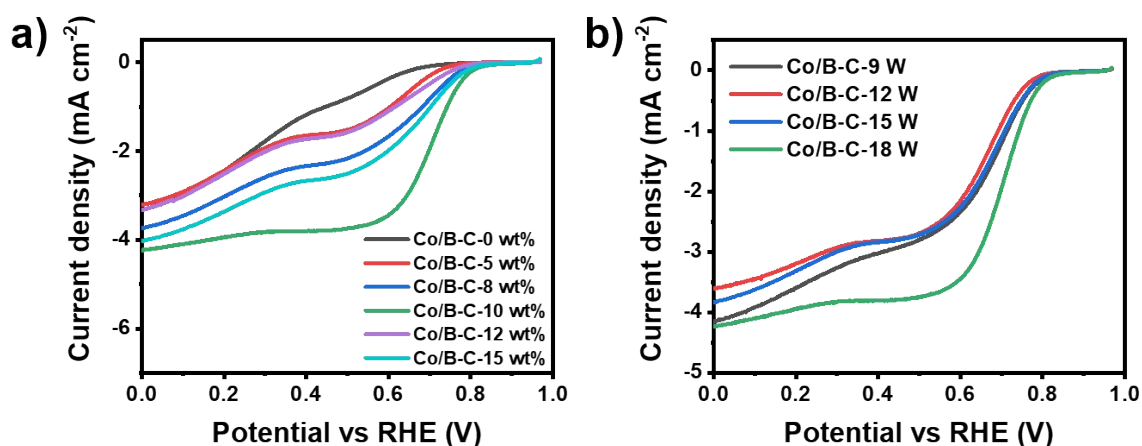 a)
Current density (mA cm⁻²)
0
-2
-4
-6
Co/B-C-0 wt%
Co/B-C-5 wt%
Co/B-C-8 wt%
Co/B-C-10 wt%
Co/B-C-12 wt%
Co/B-C-15 wt%
0.0 0.2 0.4 0.6 0.8 1.0
Potential vs RHE (V)
b)
Current density (mA cm⁻²)
0
-1
-2
-3
-4
-5
Co/B-C-9 W
Co/B-C-12 W
Co/B-C-15 W
Co/B-C-18 W
0.0 0.2 0.4 0.6 0.8 1.0
Potential vs RHE (V)